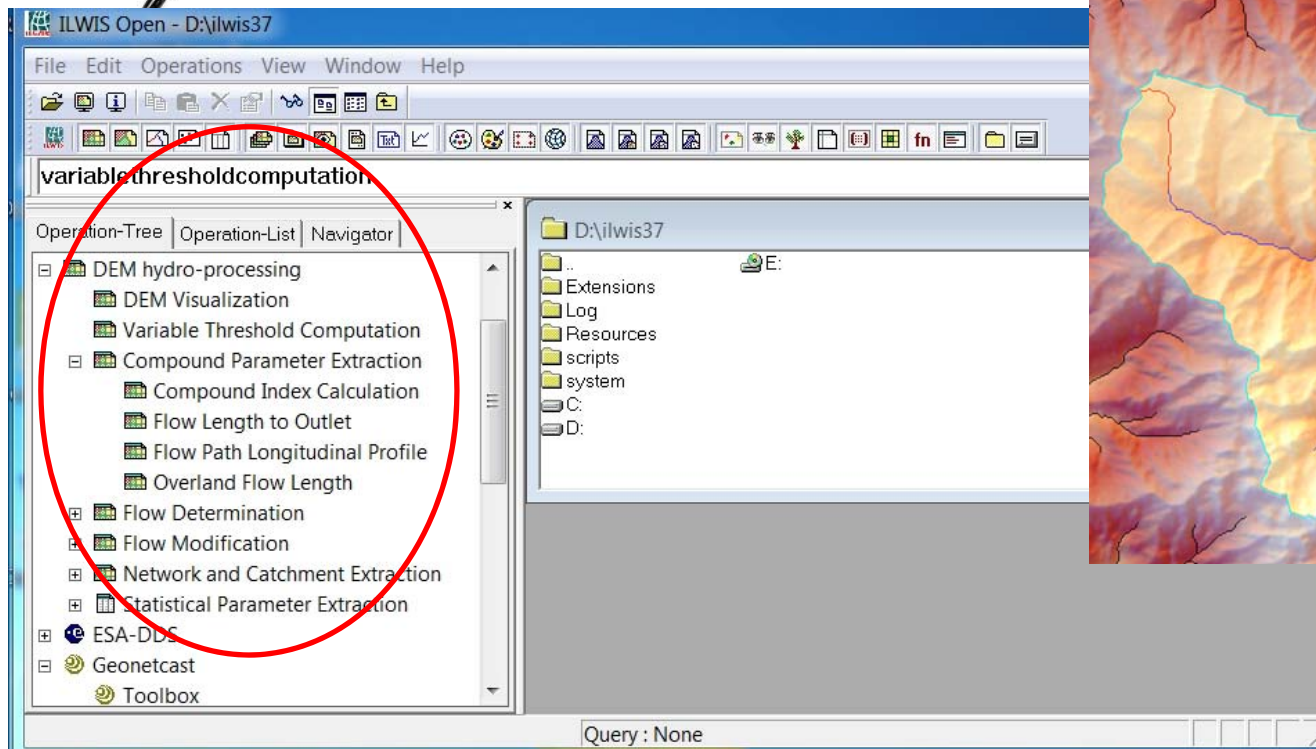 ILWIS Open - D:\ilwis37
File Edit Operations View Window Help
variablethresholdcomputation
Operation-Tree Operation-List Navigator
DEM hydro-processing
DEM Visualization
Variable Threshold Computation
Compound Parameter Extraction
Compound Index Calculation
Flow Length to Outlet
Flow Path Longitudinal Profile
Overland Flow Length
Flow Determination
Flow Modification
Network and Catchment Extraction
Statistical Parameter Extraction
ESA-DDS
Geonetcast
Toolbox
D:\ilwis37
..
Extensions
Log
Resources
scripts
system
C:
D:
E:
Query : None